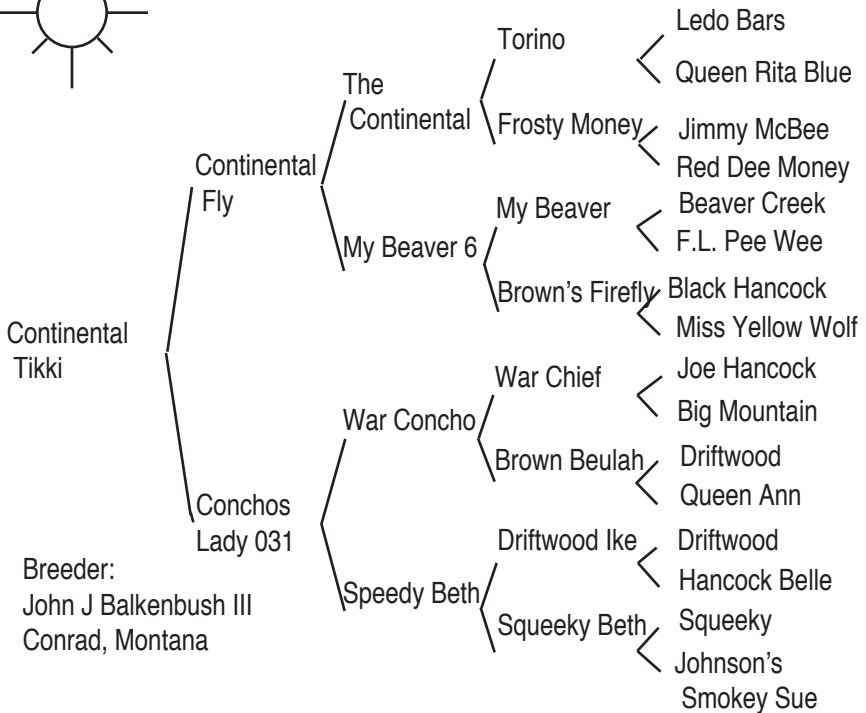 Continental
Tikki
Continental
Fly
Conchos
Lady 031
The
Continental
My Beaver 6
War Concho
Speedy Beth
Torino
Frosty Money
My Beaver
Brown's Firefly
War Chief
Brown Beulah
Driftwood Ike
Squeeky Beth
Ledo Bars
Queen Rita Blue
Jimmy McBee
Red Dee Money
Beaver Creek
F.L. Pee Wee
Black Hancock
Miss Yellow Wolf
Joe Hancock
Big Mountain
Driftwood
Queen Ann
Driftwood
Hancock Belle
Squeeky
Johnson's
Smokey Sue
Breeder:
John J Balkenbush III
Conrad, Montana